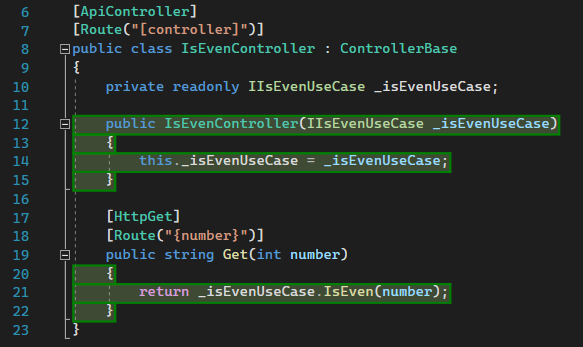 6 [ApiController]
7 [Route("[controller]")]
8 public class IsEvenController : ControllerBase
9 {
10 private readonly IIsEvenUseCase _isEvenUseCase;
11
12 public IsEvenController(IIsEvenUseCase _isEvenUseCase)
13 {
14 this._isEvenUseCase = _isEvenUseCase;
15 }
16
17 [HttpGet]
18 [Route("{number}")]
19 public string Get(int number)
20 {
21 return _isEvenUseCase.IsEven(number);
22 }
23 }